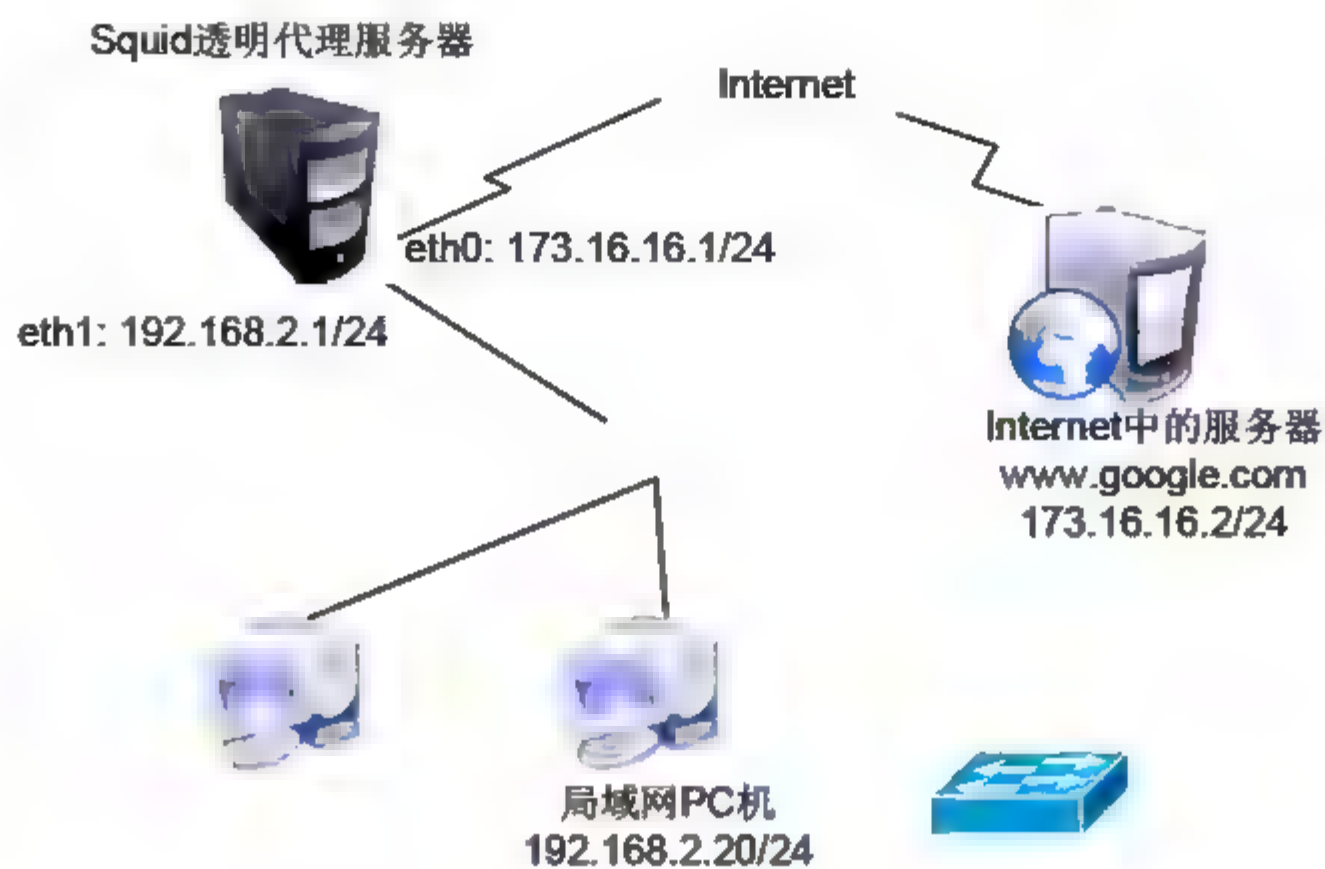 Squid透明代理服务器
Internet
eth0: 173.16.16.1/24
eth1: 192.168.2.1/24
Internet中的服务器
www.google.com
173.16.16.2/24
局域网PC机
192.168.2.20/24